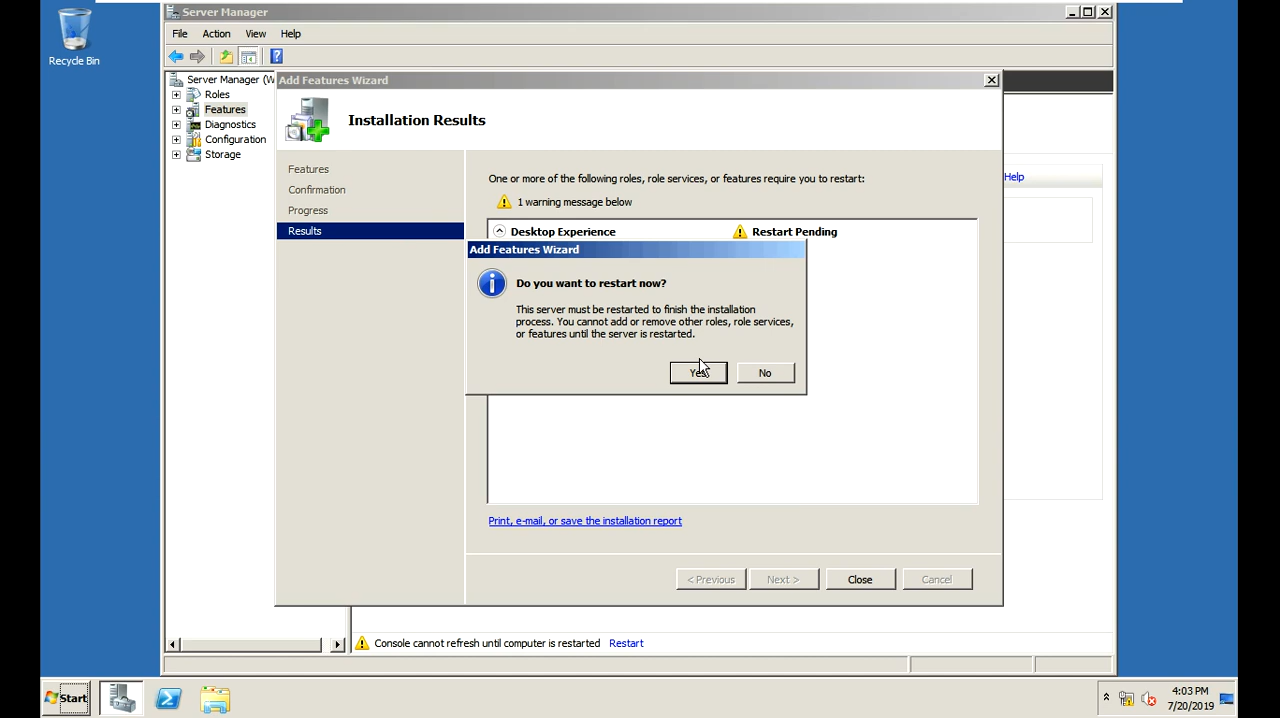 Recycle Bin
Server Manager
File Action View Help
Server Manager (W
Roles
Features
Diagnostics
Configuration
Storage
Add Features Wizard
Installation Results
Features
Confirmation
Progress
Results
One or more of the following roles, role services, or features require you to restart:
1 warning message below
Desktop Experience Restart Pending
Add Features Wizard
Do you want to restart now?
This server must be restarted to finish the installation
process. You cannot add or remove other roles, role services,
or features until the server is restarted.
Yes No
Print, e-mail, or save the installation report
< Previous Next > Close Cancel
Help
Console cannot refresh until computer is restarted Restart
Start
4:03 PM
7/20/2019